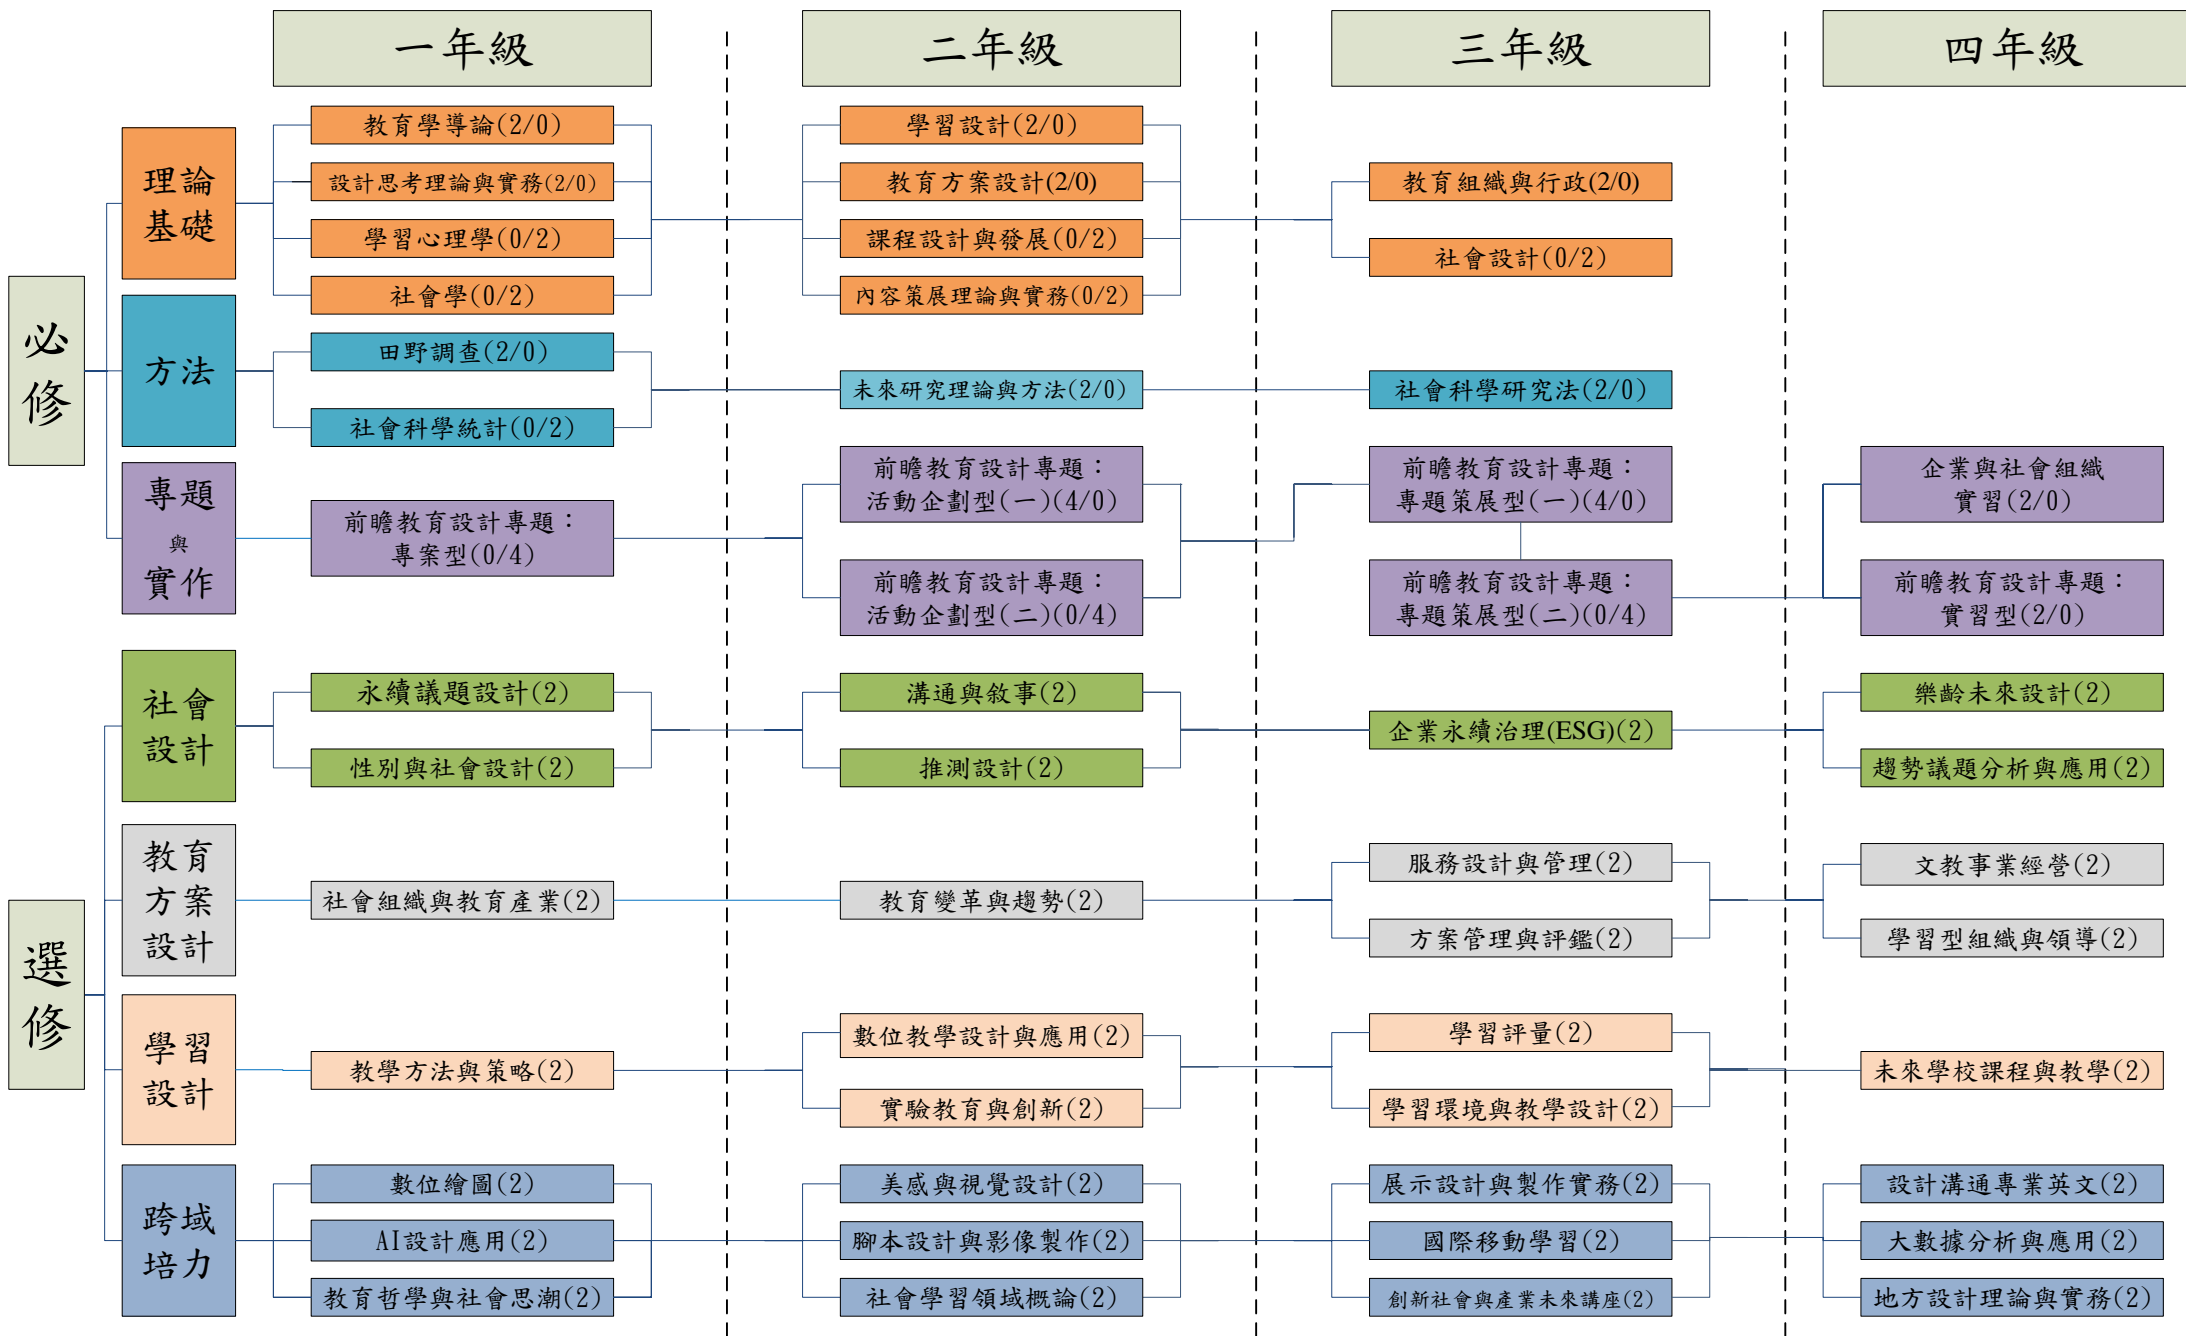 一年級
二年級
三年級
四年級
必
修
理論
基礎
教育學導論(2/0)
設計思考理論與實務(2/0)
學習心理學(0/2)
社會學(0/2)
學習設計(2/0)
教育方案設計(2/0)
課程設計與發展(0/2)
內容策展理論與實務(0/2)
教育組織與行政(2/0)
社會設計(0/2)
方法
田野調查(2/0)
社會科學統計(0/2)
未來研究理論與方法(2/0)
社會科學研究法(2/0)
專題
與
實作
前瞻教育設計專題：
專案型(0/4)
前瞻教育設計專題：
活動企劃型(一)(4/0)
前瞻教育設計專題：
活動企劃型(二)(0/4)
前瞻教育設計專題：
專題策展型(一)(4/0)
前瞻教育設計專題：
專題策展型(二)(0/4)
企業與社會組織
實習(2/0)
前瞻教育設計專題：
實習型(2/0)
選
修
社會
設計
永續議題設計(2)
性別與社會設計(2)
溝通與敘事(2)
推測設計(2)
企業永續治理(ESG)(2)
樂齡未來設計(2)
趨勢議題分析與應用(2)
教育
方案
設計
社會組織與教育產業(2)
教育變革與趨勢(2)
服務設計與管理(2)
方案管理與評鑑(2)
文教事業經營(2)
學習型組織與領導(2)
學習
設計
教學方法與策略(2)
數位教學設計與應用(2)
實驗教育與創新(2)
學習評量(2)
學習環境與教學設計(2)
未來學校課程與教學(2)
跨域
培力
數位繪圖(2)
AI設計應用(2)
教育哲學與社會思潮(2)
美感與視覺設計(2)
腳本設計與影像製作(2)
社會學習領域概論(2)
展示設計與製作實務(2)
國際移動學習(2)
創新社會與產業未來講座(2)
設計溝通專業英文(2)
大數據分析與應用(2)
地方設計理論與實務(2)